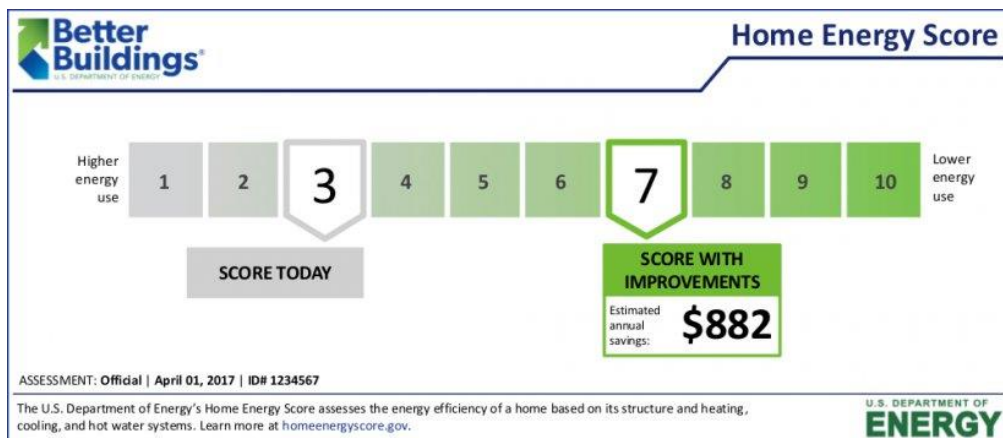 Better
Buildings®
U.S. DEPARTMENT OF ENERGY
Home Energy Score
Higher
energy
use
1 2 3 4 5 6 7 8 9 10
Lower
energy
use
SCORE TODAY
SCORE WITH
IMPROVEMENTS
Estimated
annual
savings:
$882
ASSESSMENT: Official | April 01, 2017 | ID# 1234567
The U.S. Department of Energy's Home Energy Score assesses the energy efficiency of a home based on its structure and heating,
cooling, and hot water systems. Learn more at homeenergyscore.gov.
U.S. DEPARTMENT OF
ENERGY